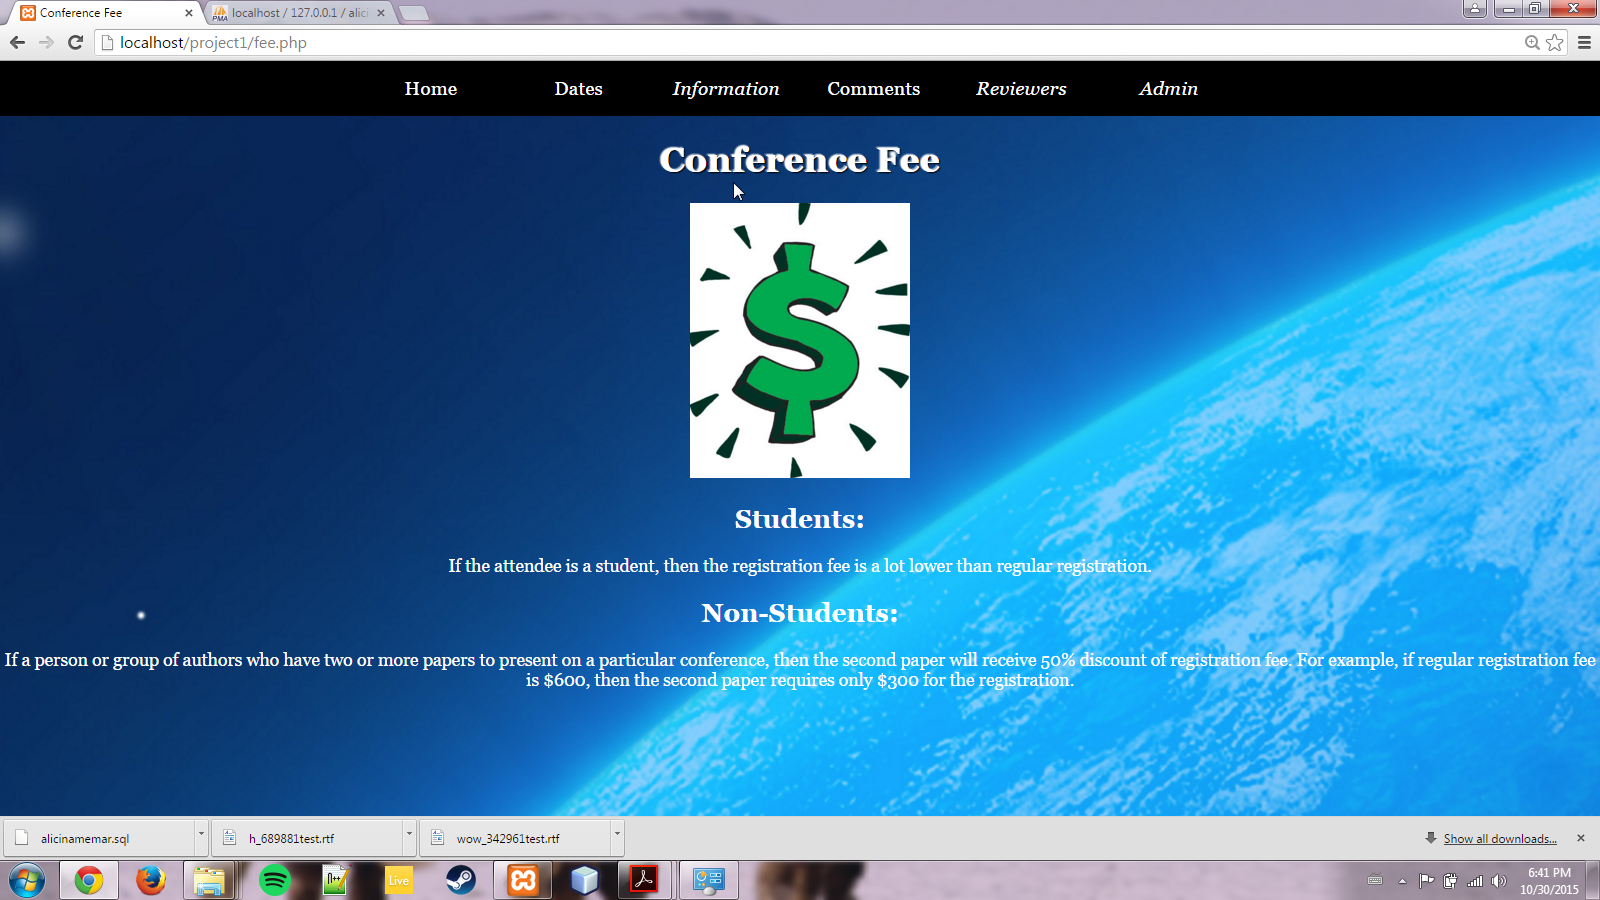 Conference Fee
localhost / 127.0.0.1 / alici
localhost/project1/fee.php
Home Dates Information Comments Reviewers Admin
Conference Fee
$
Students:
If the attendee is a student, then the registration fee is a lot lower than regular registration.
Non-Students:
If a person or group of authors who have two or more papers to present on a particular conference, then the second paper will receive 50% discount of registration fee. For example, if regular registration fee
is $600, then the second paper requires only $300 for the registration.
alicinamemar.sql h_689881test.rtf wow_342961test.rtf Show all downloads...
Live
6:41 PM
10/30/2015